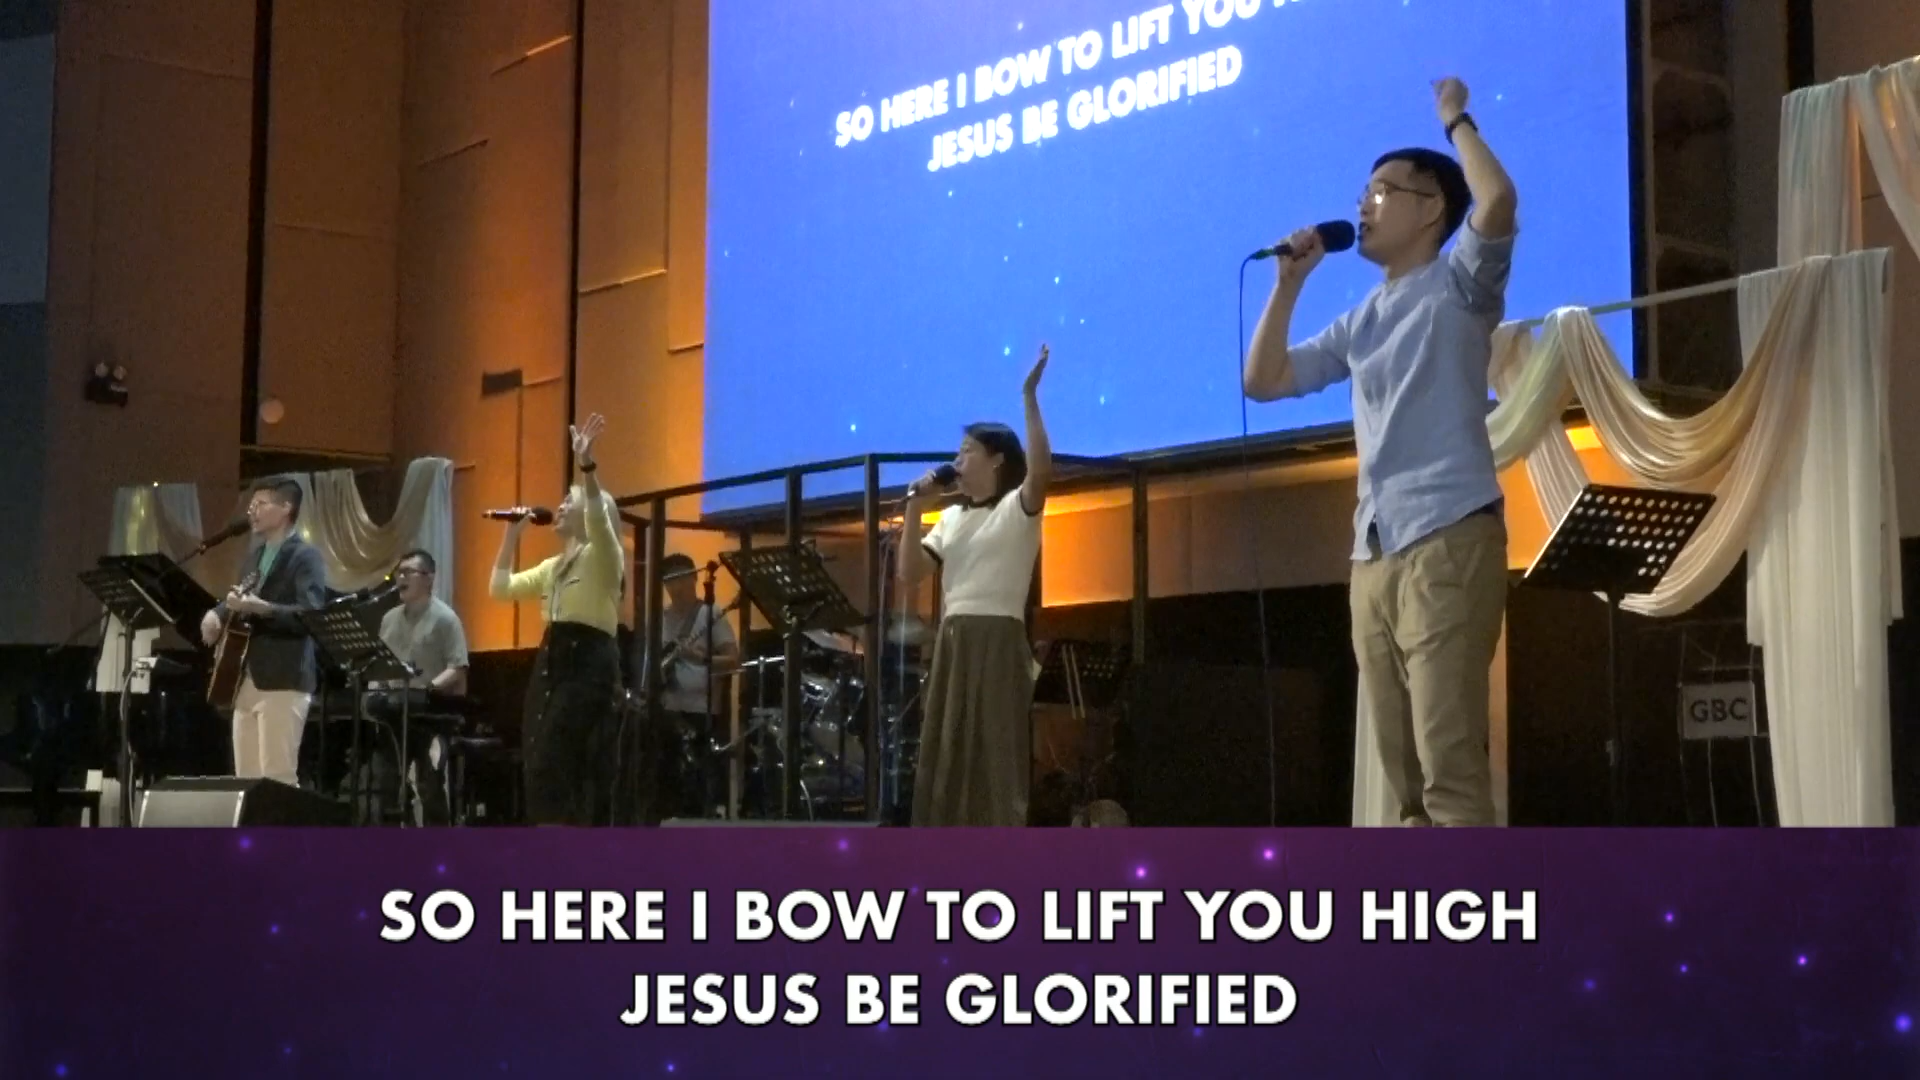 SO HERE I BOW TO LIFT YOU
JESUS BE GLORIFIED
GBC
SO HERE I BOW TO LIFT YOU HIGH
JESUS BE GLORIFIED